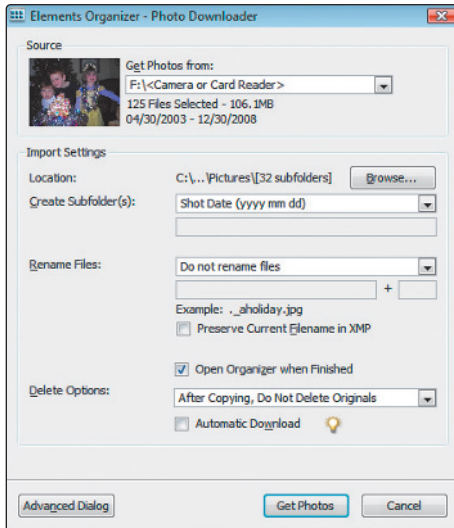 Elements Organizer - Photo Downloader
Source
Get Photos from:
F:\<Camera or Card Reader>
125 Files Selected - 106.1MB
04/30/2003 - 12/30/2008
Import Settings
Location: C:\...\Pictures\[32 subfolders] Browse...
Create Subfolder(s): Shot Date (yyyy mm dd)
Rename Files: Do not rename files
+
Example: ._aholiday.jpg
Preserve Current Filename in XMP
Open Organizer when Finished
Delete Options: After Copying, Do Not Delete Originals
Automatic Download
Advanced Dialog Get Photos Cancel